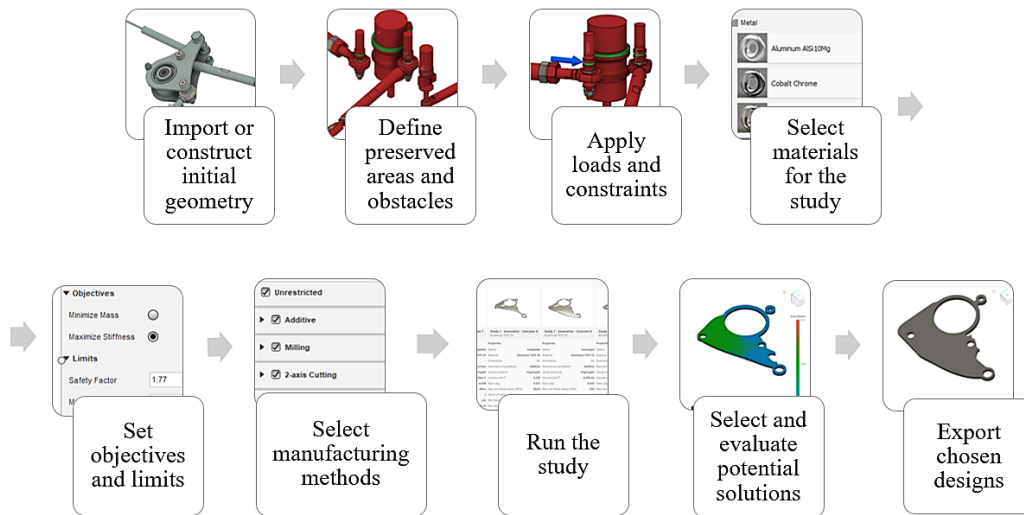 Import or
construct
initial
geometry
Define
preserved
areas and
obstacles
Apply
loads and
constraints
Metal
Aluminum AlSi10Mg
Cobalt Chrome
Select
materials
for the
study
Objectives
Minimize Mass
Maximize Stiffness
Limits
Safety Factor 1.77
Set
objectives
and limits
Unrestricted
Additive
Milling
2-axis Cutting
Select
manufacturing
methods
Run the
study
Select and
evaluate
potential
solutions
Export
chosen
designs